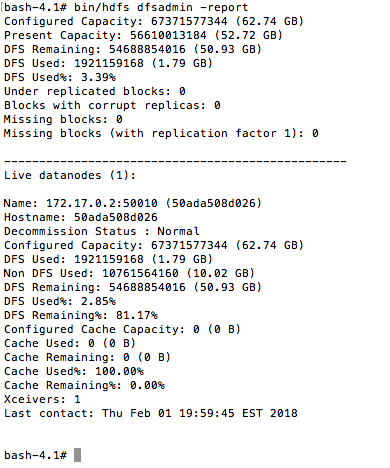 bash-4.1# bin/hdfs dfsadmin -report
Configured Capacity: 67371577344 (62.74 GB)
Present Capacity: 56610013184 (52.72 GB)
DFS Remaining: 54688854016 (50.93 GB)
DFS Used: 1921159168 (1.79 GB)
DFS Used%: 3.39%
Under replicated blocks: 0
Blocks with corrupt replicas: 0
Missing blocks: 0
Missing blocks (with replication factor 1): 0
-------------------------------------------------
Live datanodes (1):
Name: 172.17.0.2:50010 (50ada508d026)
Hostname: 50ada508d026
Decommission Status : Normal
Configured Capacity: 67371577344 (62.74 GB)
DFS Used: 1921159168 (1.79 GB)
Non DFS Used: 10761564160 (10.02 GB)
DFS Remaining: 54688854016 (50.93 GB)
DFS Used%: 2.85%
DFS Remaining%: 81.17%
Configured Cache Capacity: 0 (0 B)
Cache Used: 0 (0 B)
Cache Remaining: 0 (0 B)
Cache Used%: 100.00%
Cache Remaining%: 0.00%
Xceivers: 1
Last contact: Thu Feb 01 19:59:45 EST 2018
bash-4.1#